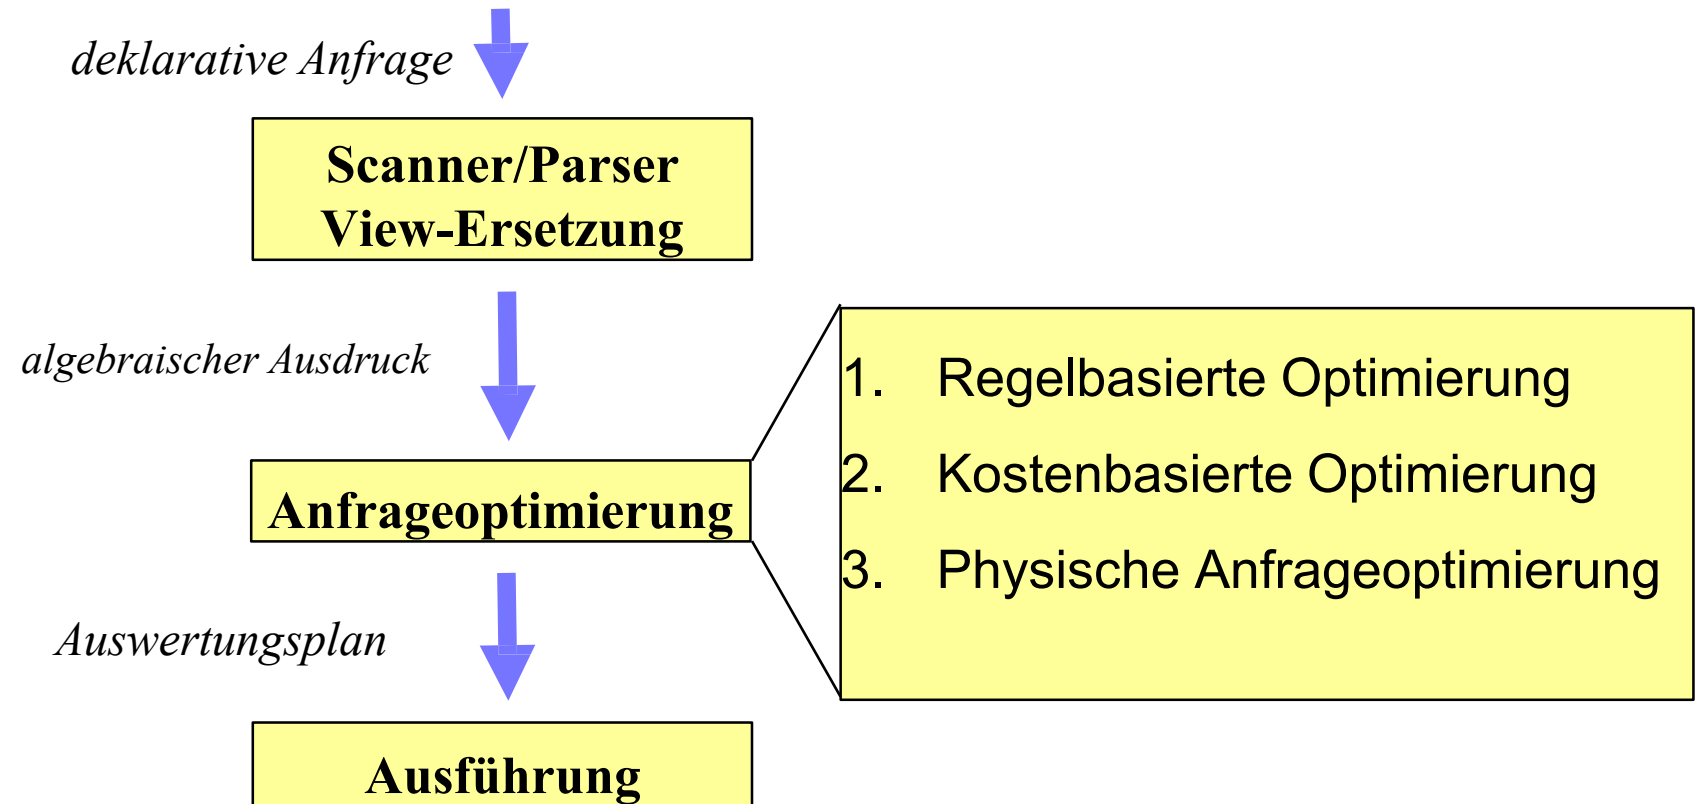 deklarative Anfrage
Scanner/Parser
View-Ersetzung
algebraischer Ausdruck
Anfrageoptimierung
1. Regelbasierte Optimierung
2. Kostenbasierte Optimierung
3. Physische Anfrageoptimierung
Auswertungsplan
Ausführung